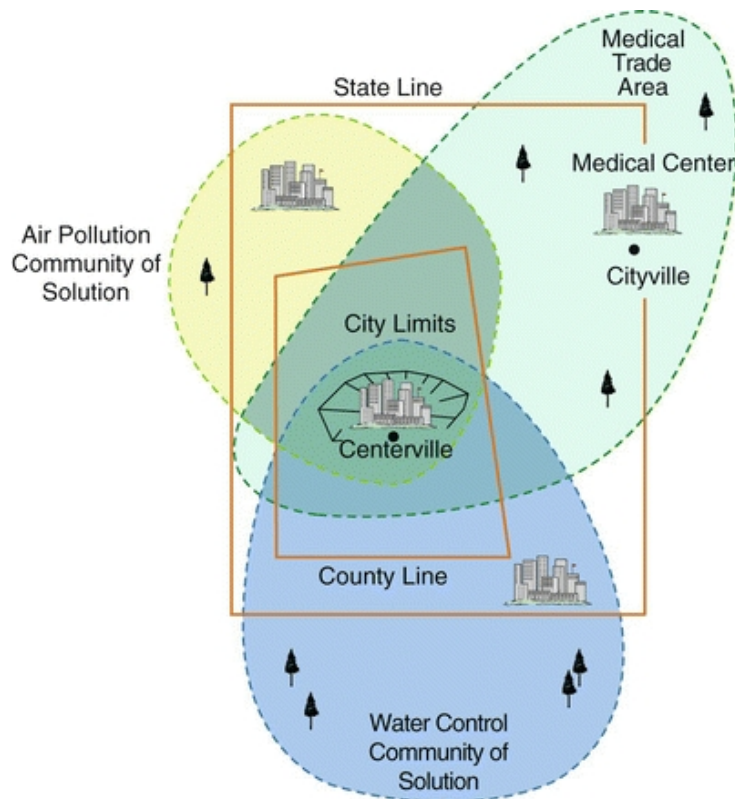 Medical
Trade
Area
State Line
Medical Center
Air Pollution
Community of
Solution
Cityville
City Limits
Centerville
County Line
Water Control
Community of
Solution